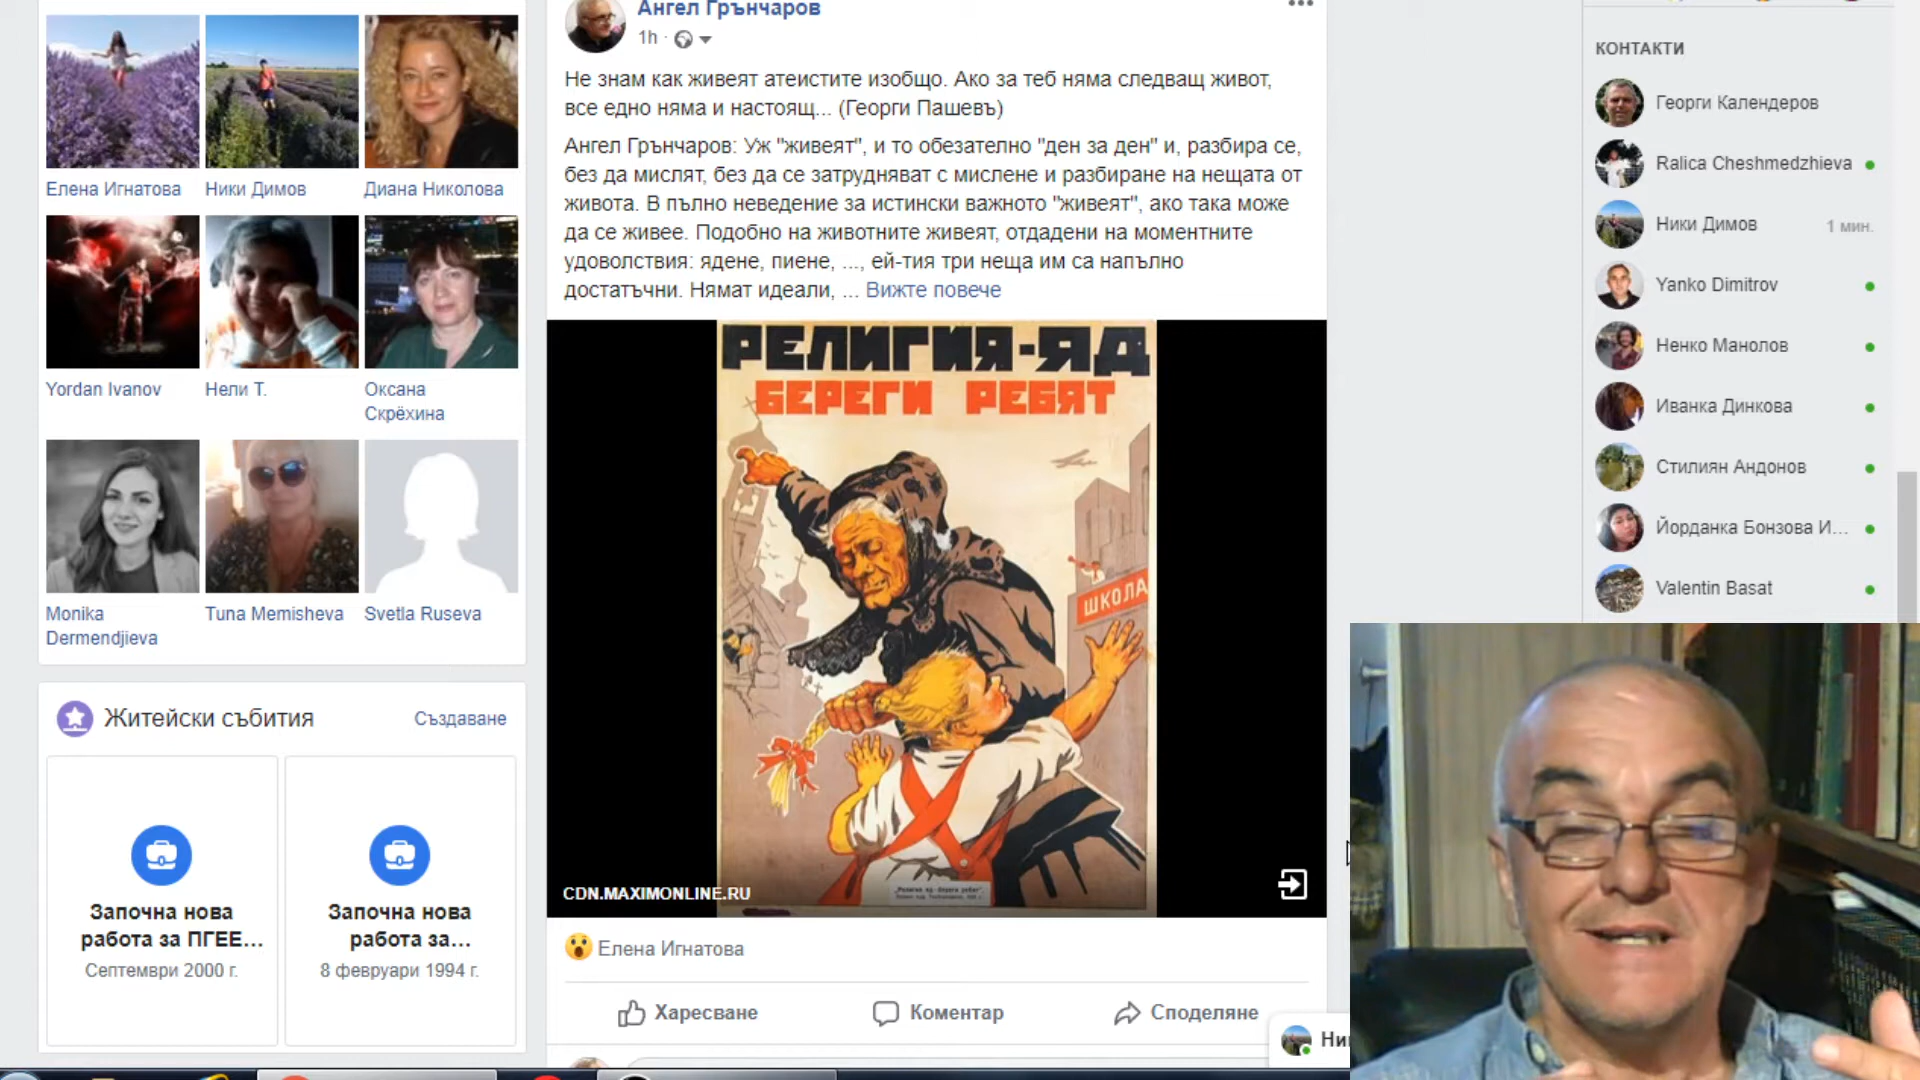 Елена Игнатова
Ники Димов
Диана Николова
Yordan Ivanov
Нели Т.
Оксана
Скрёхина
Monika
Dermendjieva
Tuna Memisheva
Svetla Ruseva
Житейски събития
Създаване
Започна нова
работа за ПГЕЕ...
Септември 2000 г.
Започна нова
работа за...
8 февруари 1994 г.
Ангел Грънчаров
1h
Не знам как живеят атеистите изобщо. Ако за теб няма следващ живот,
все едно няма и настоящ... (Георги Пашевъ)
Ангел Грънчаров: Уж "живеят", и то обезателно "ден за ден" и, разбира се,
без да мислят, без да се затрудняват с мислене и разбиране на нещата от
живота. В пълно неведение за истински важното "живеят", ако така може
да се живее. Подобно на животните живеят, отдадени на моментните
удоволствия: ядене, пиене, ..., ей-тия три неща им са напълно
достатъчни. Нямат идеали, ... Вижте повече
РЕЛИГИЯ-ЯД
БЕРЕГИ РЕБЯТ
ШКОЛА
CDN.MAXIMONLINE.RU
Елена Игнатова
Харесване
Коментар
Споделяне
КОНТАКТИ
Георги Календеров
Ralica Cheshmedzhieva
Ники Димов
1 мин.
Yanko Dimitrov
Ненко Манолов
Иванка Динкова
Стилиян Андонов
Йорданка Бонзова И...
Valentin Basat